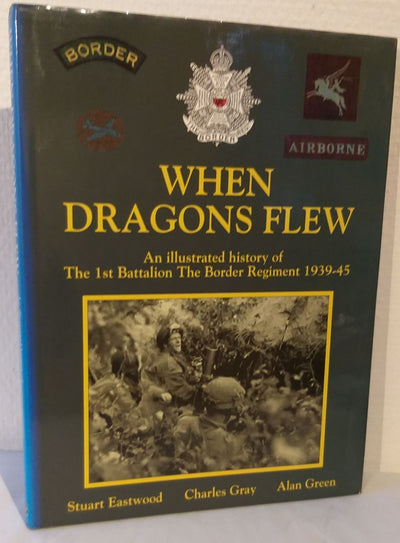 BORDER
BORDER
AIRBORNE
WHEN
DRAGONS FLEW
An illustrated history of
The 1st Battalion The Border Regiment 1939-45
Stuart Eastwood Charles Gray Alan Green